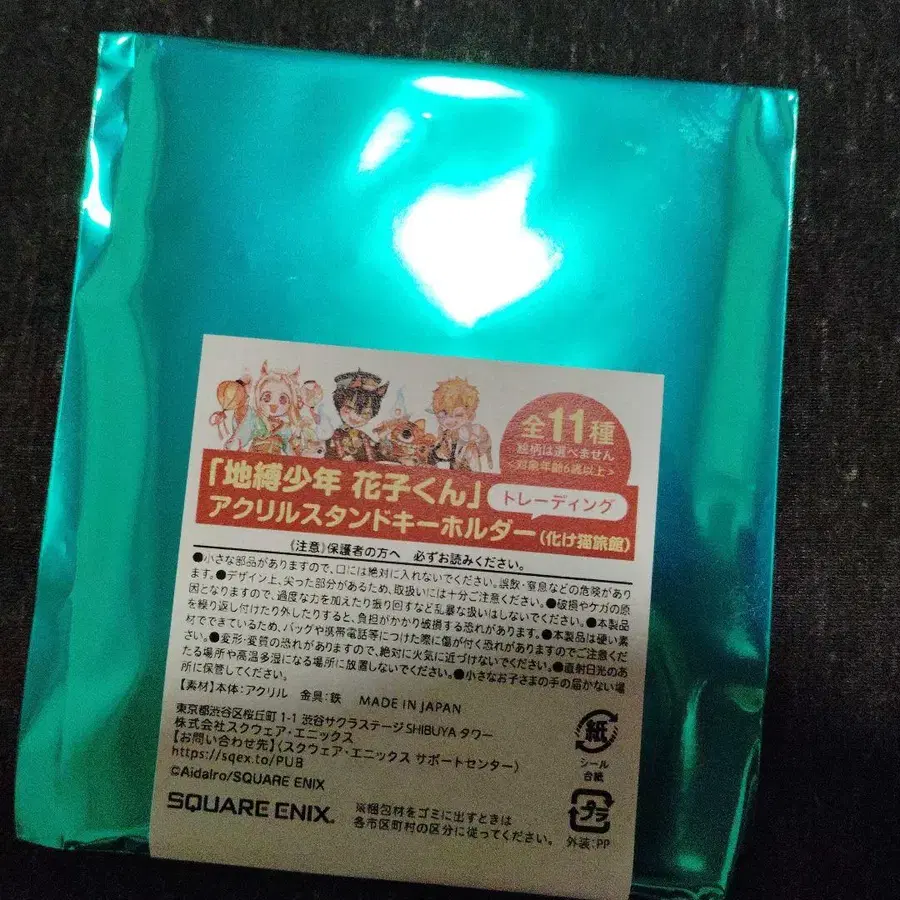 全11種
絵柄は選べません
<対象年齢6歳以上>
「地縛少年 花子くん」
トレーディング
アクリルスタンドキーホルダー(化け猫旅館)
《注意》保護者の方へ 必ずお読みください。
●小さな部品がありますので、口には絶対に入れないでください。誤飲・窒息などの危険があり
ます。●デザイン上、尖った部分があるため、取扱いには十分ご注意ください。●破損やケガの原
因となりますので、過度な力を加えたり振り回すなど乱暴な扱いはしないでください。●本製品
を繰り返し付けたり外したりすると、負担がかかり破損する恐れがあります。●本製品は硬い素
材でできているため、バッグや携帯電話等につけた際に傷が付く恐れがありますのでご注意くだ
さい。●変形・変質の恐れがありますので、絶対に火気に近づけないでください。●直射日光のあ
たる場所や高温多湿になる場所に放置しないでください。●小さなお子さまの手の届かない場
所に保管してください。
【素材】本体:アクリル 金具:鉄 MADE IN JAPAN
東京都渋谷区桜丘町1-1 渋谷サクラステージSHIBUYA タワー
株式会社スクウェア・エニックス
【お問い合わせ先】〈スクウェア・エニックス サポートセンター〉
https://sqex.to/PUB
©AidaIro/SQUARE ENIX
SQUARE ENIX.
※梱包材をゴミに出すときは
各市区町村の区分に従ってください。
紙
シール
台紙
プラ
外装:PP